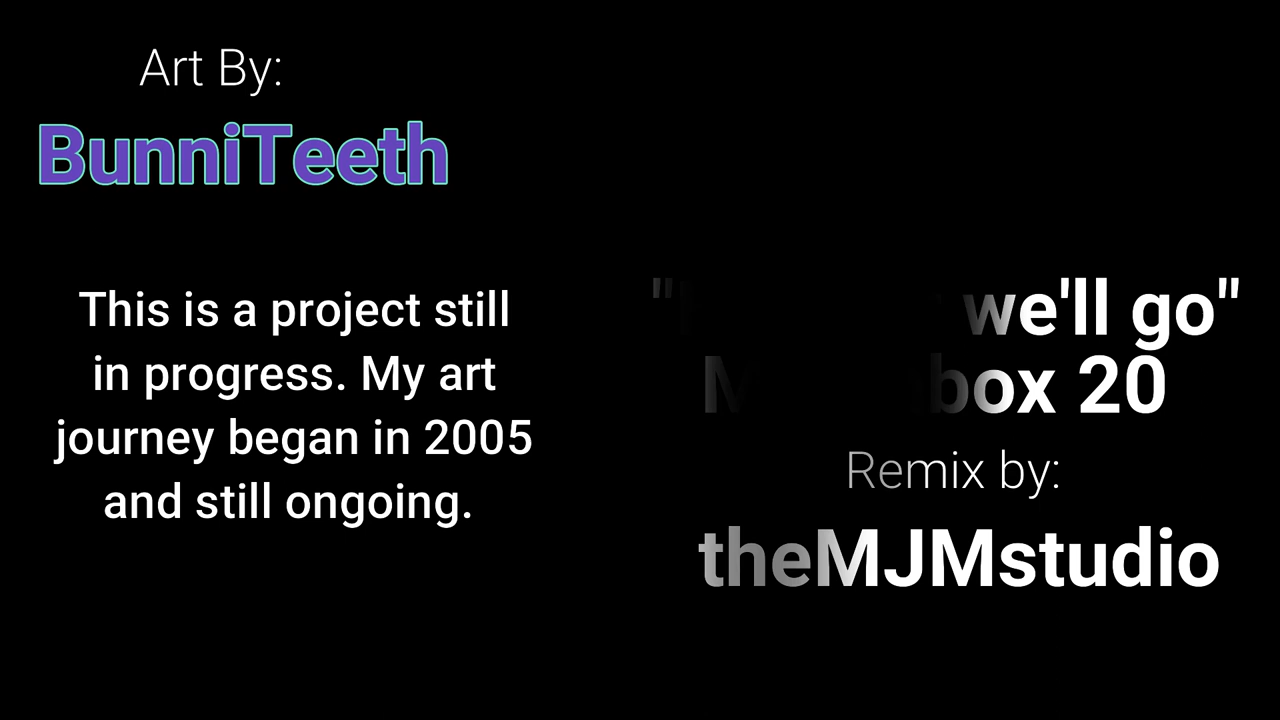 Art By:
BunniTeeth
This is a project still
in progress. My art
journey began in 2005
and still ongoing.
we'll go"
box 20
Remix by:
theMJMstudio